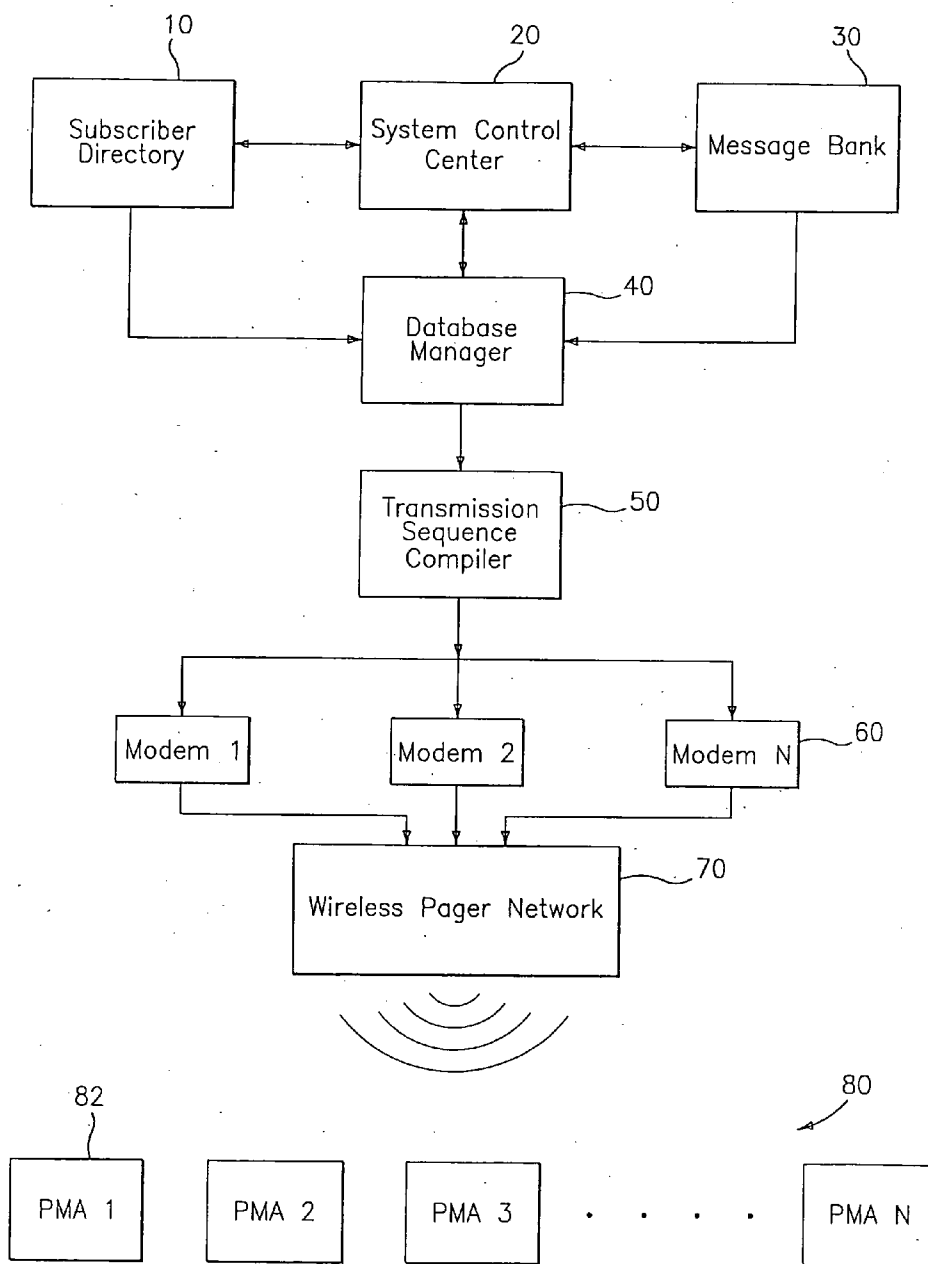 10
20
30
Subscriber
Directory
System Control
Center
Message Bank
40
Database
Manager
50
Transmission
Sequence
Compiler
60
Modem 1
Modem 2
Modem N
70
Wireless Pager Network
82
80
PMA 1
PMA 2
PMA 3
. . . .
PMA N